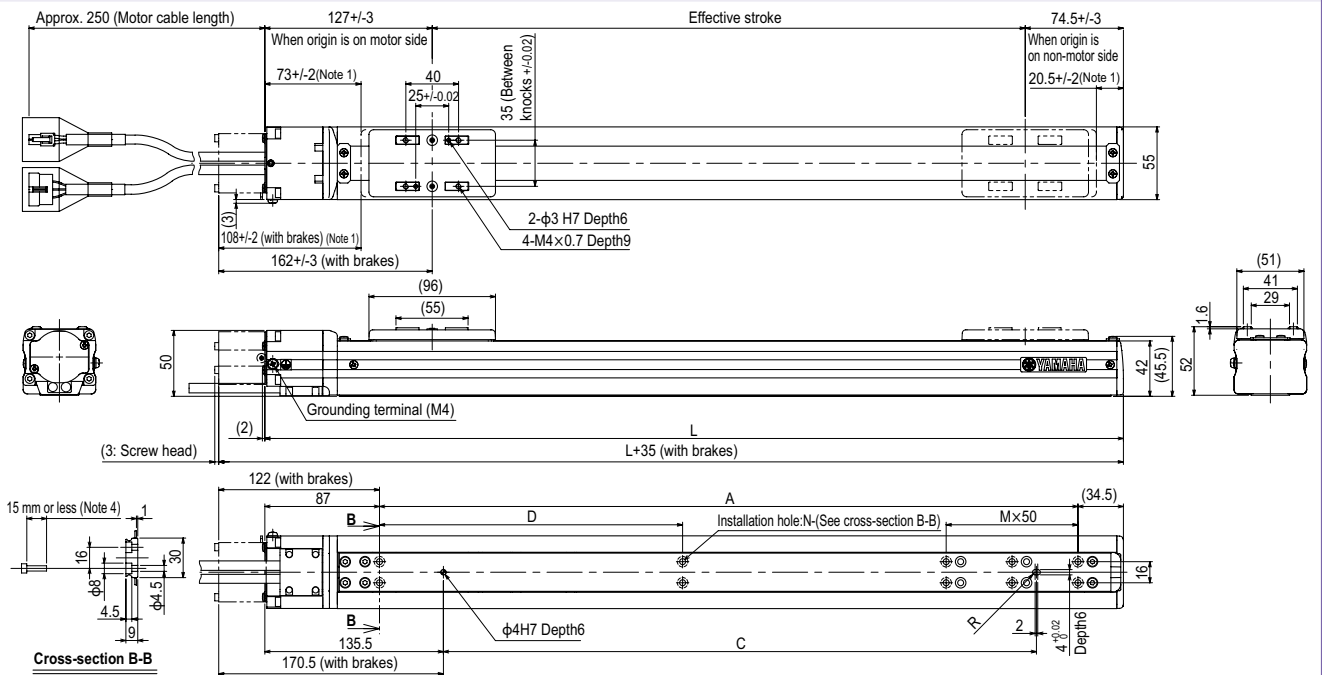 Approx. 250 (Motor cable length)
127+/-3
Effective stroke
74.5+/-3
When origin is on motor side
When origin is
on non-motor side
73+/-2(Note 1)
40
25+/-0.02
35 (Between
knocks +/-0.02)
20.5+/-2(Note 1)
55
(3)
2-φ3 H7 Depth6
4-M4×0.7 Depth9
108+/-2 (with brakes) (Note 1)
162+/-3 (with brakes)
(96)
(55)
(51)
41
29
1.6
50
YAMAHA
42
(45.5)
52
Grounding terminal (M4)
(2)
L
(3: Screw head)
L+35 (with brakes)
122 (with brakes)
87
A
(34.5)
15 mm or less (Note 4)
1
B
D
Installation hole:N-(See cross-section B-B)
M×50
16
30
φ8
φ4.5
4.5
9
16
B
φ4H7 Depth6
R
2
4 +0.02 0
Depth6
135.5
C
170.5 (with brakes)
Cross-section B-B